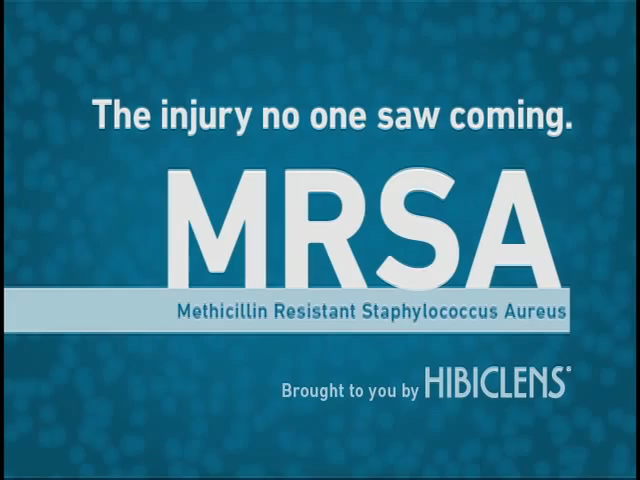 The injury no one saw coming.
MRSA
Methicillin Resistant Staphylococcus Aureus
Brought to you by HIBICLENS®